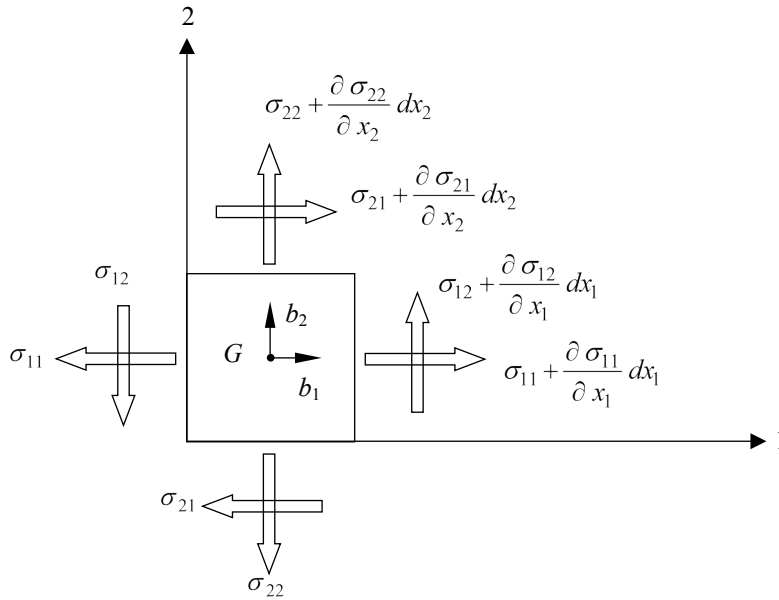 2
σ₂₂ + ∂ σ₂₂ / ∂ x₂ dx₂
σ₂₁ + ∂ σ₂₁ / ∂ x₂ dx₂
σ₁₂
σ₁₂ + ∂ σ₁₂ / ∂ x₁ dx₁
b₂
σ₁₁
G
σ₁₁ + ∂ σ₁₁ / ∂ x₁ dx₁
b₁
σ₂₁
σ₂₂